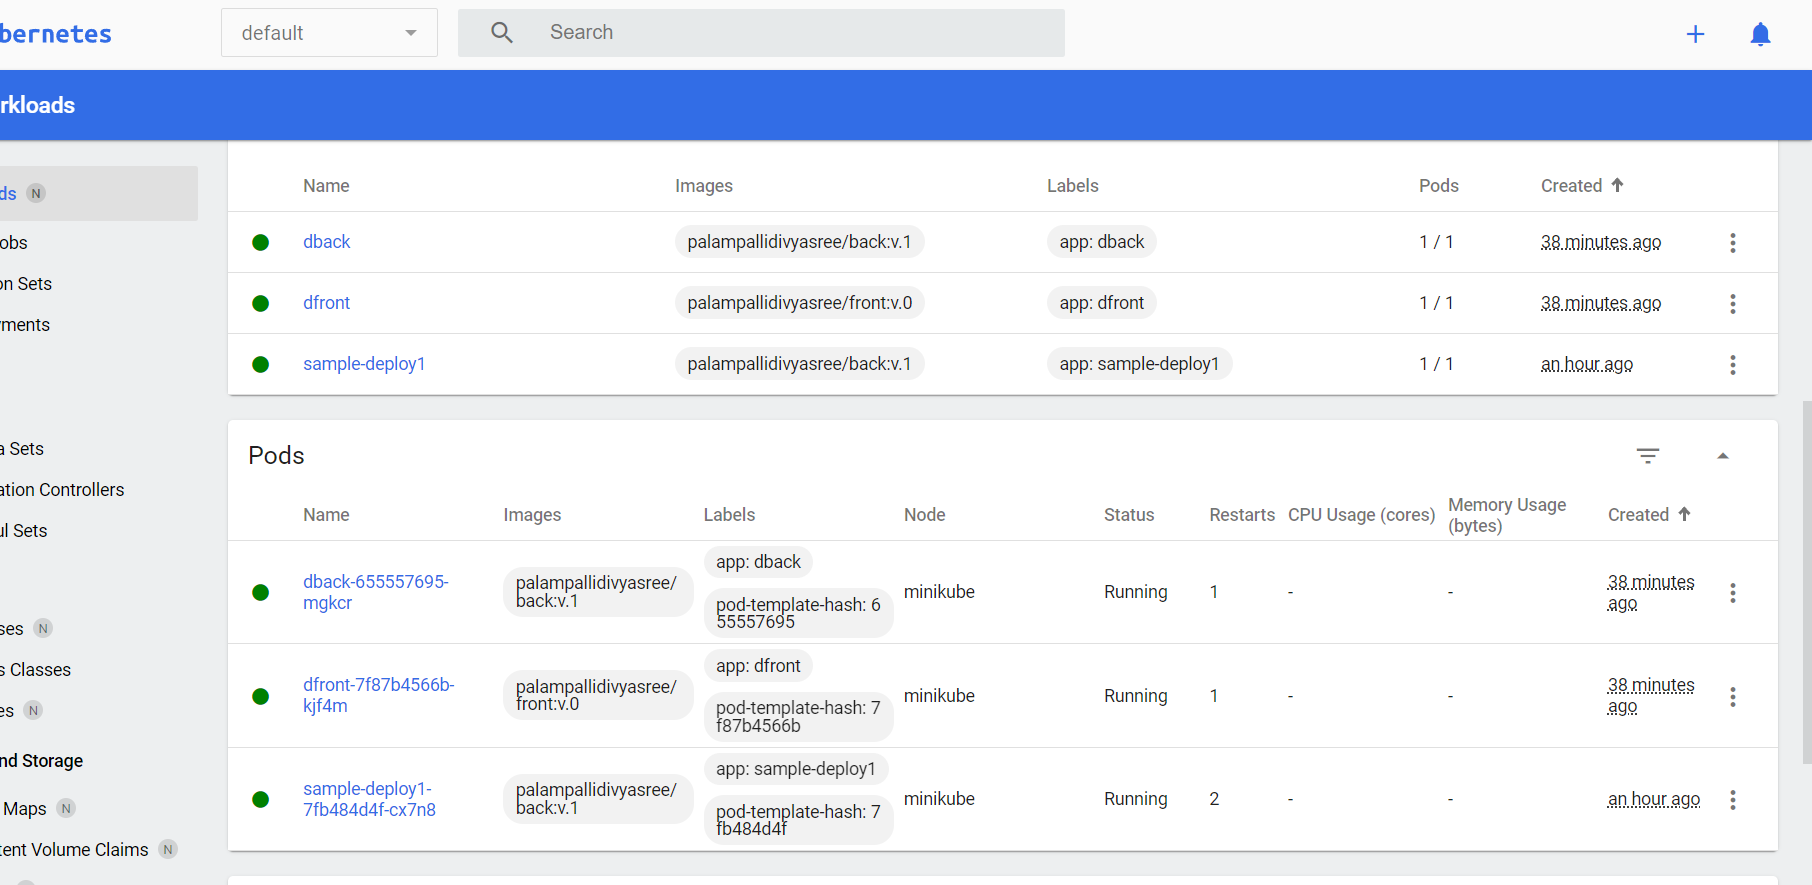 bernetes
default
Search
rkloads
ds N
obs
on Sets
ments
a Sets
ation Controllers
ul Sets
ses N
s Classes
es N
nd Storage
Maps N
tent Volume Claims N
Name Images Labels Pods Created
dback palampallidivyasree/back:v.1 app: dback 1 / 1 38 minutes ago
dfront palampallidivyasree/front:v.0 app: dfront 1 / 1 38 minutes ago
sample-deploy1 palampallidivyasree/back:v.1 app: sample-deploy1 1 / 1 an hour ago
Pods
Name Images Labels Node Status Restarts CPU Usage (cores) Memory Usage
(bytes) Created
dback-655557695-
mgkcr
palampallidivyasree/
back:v.1
app: dback
pod-template-hash: 6
55557695
minikube Running 1 - - 38 minutes
ago
dfront-7f87b4566b-
kjf4m
palampallidivyasree/
front:v.0
app: dfront
pod-template-hash: 7
f87b4566b
minikube Running 1 - - 38 minutes
ago
sample-deploy1-
7fb484d4f-cx7n8
palampallidivyasree/
back:v.1
app: sample-deploy1
pod-template-hash: 7
fb484d4f
minikube Running 2 - - an hour ago